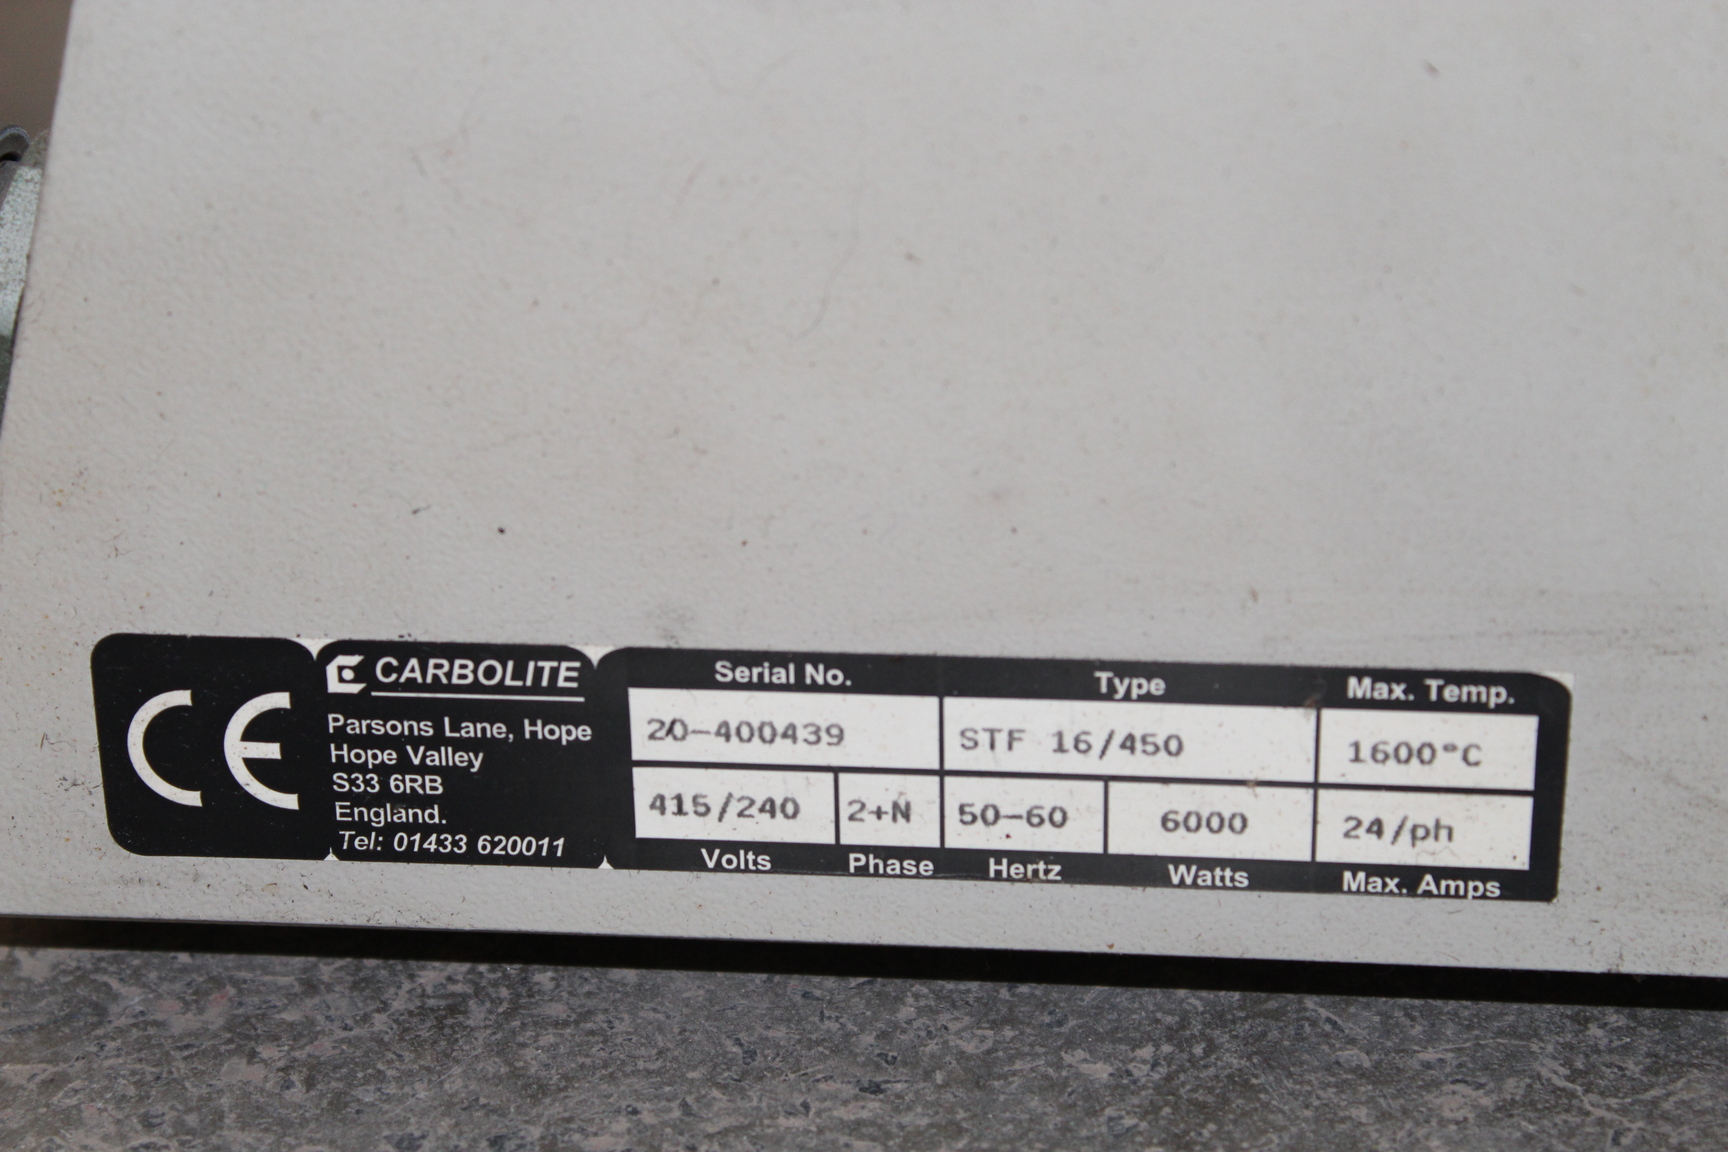 CE
CARBOLITE
Parsons Lane, Hope
Hope Valley
S33 6RB
England.
Tel: 01433 620011
Serial No. Type Max. Temp.
20-400439 STF 16/450 1600°C
415/240 2+N 50-60 6000 24/ph
Volts Phase Hertz Watts Max. Amps